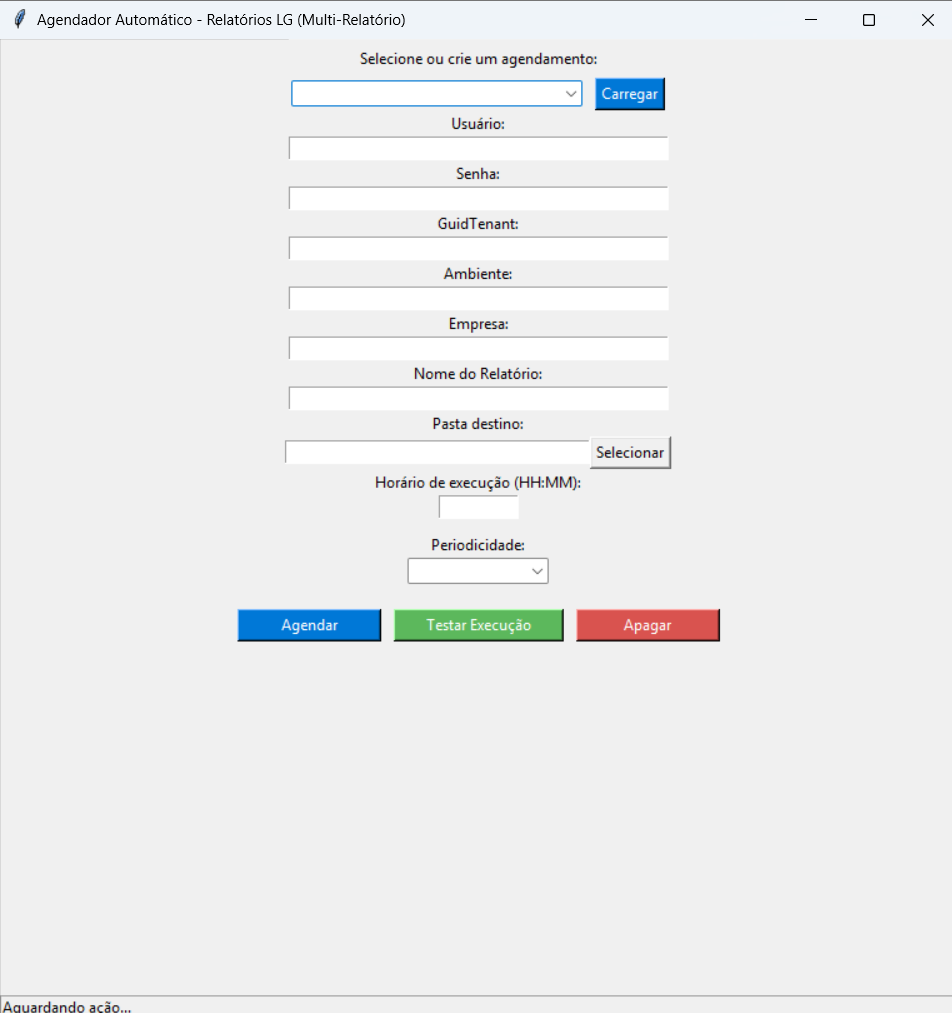 Agendador Automático - Relatórios LG (Multi-Relatório)
Selecione ou crie um agendamento:
Carregar
Usuário:
Senha:
GuidTenant:
Ambiente:
Empresa:
Nome do Relatório:
Pasta destino:
Selecionar
Horário de execução (HH:MM):
Periodicidade:
Agendar Testar Execução Apagar
Aguardando ação...